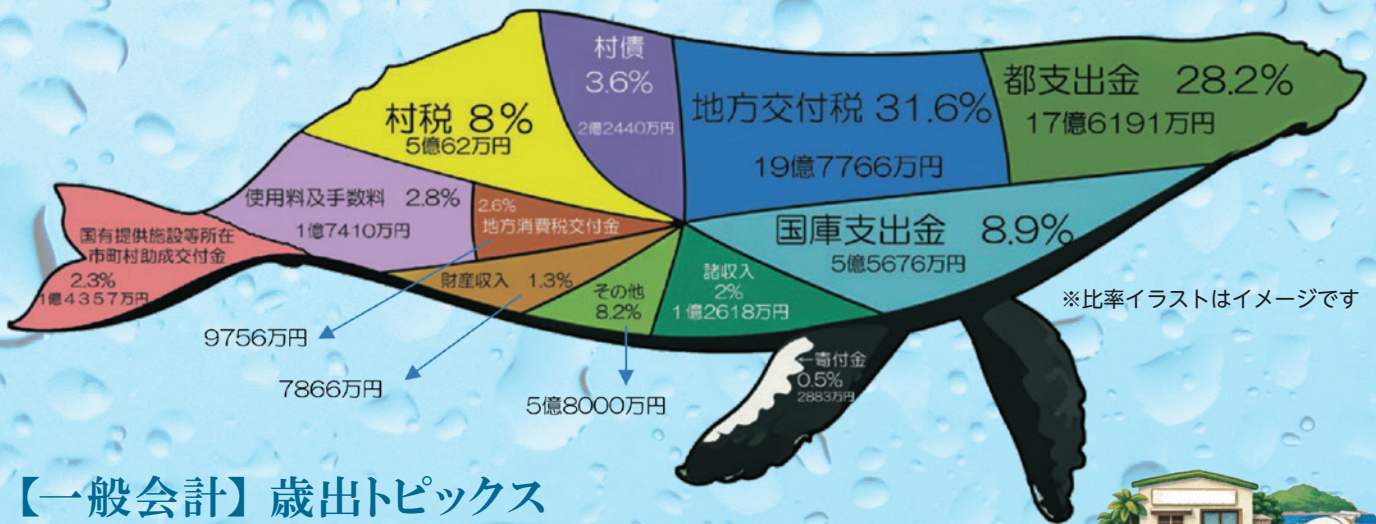 村債
3.6%
2億2440万円
地方交付税 31.6%
19億7766万円
都支出金 28.2%
17億6191万円
村税 8%
5億62万円
使用料及手数料 2.8%
1億7410万円
2.6%
地方消費税交付金
国庫支出金 8.9%
5億5676万円
国有提供施設等所在
市町村助成交付金
2.3%
1億4357万円
財産収入 1.3%
その他
8.2%
諸収入
2%
1億2618万円
※比率イラストはイメージです
9756万円
7866万円
5億8000万円
←寄付金
0.5%
2883万円
【一般会計】歳出トピックス